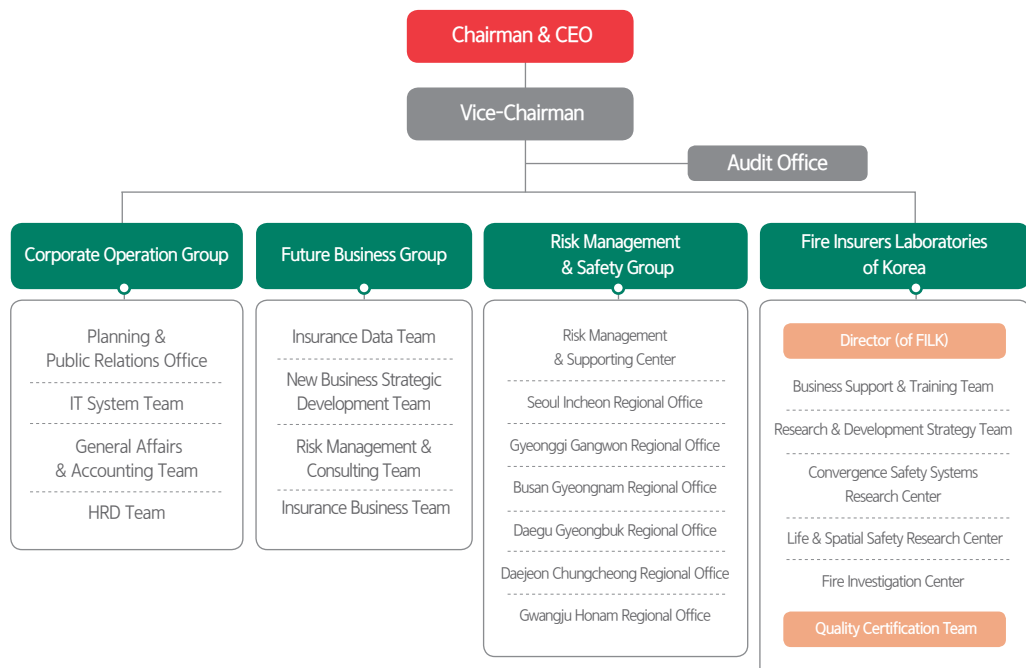 Chairman & CEO
Vice-Chairman
Audit Office
Corporate Operation Group
Planning &
Public Relations Office
IT System Team
General Affairs
& Accounting Team
HRD Team
Future Business Group
Insurance Data Team
New Business Strategic
Development Team
Risk Management &
Consulting Team
Insurance Business Team
Risk Management
& Safety Group
Risk Management
& Supporting Center
Seoul Incheon Regional Office
Gyeonggi Gangwon Regional Office
Busan Gyeongnam Regional Office
Daegu Gyeongbuk Regional Office
Daejeon Chungcheong Regional Office
Gwangju Honam Regional Office
Fire Insurers Laboratories
of Korea
Director (of FILK)
Business Support & Training Team
Research & Development Strategy Team
Convergence Safety Systems
Research Center
Life & Spatial Safety Research Center
Fire Investigation Center
Quality Certification Team